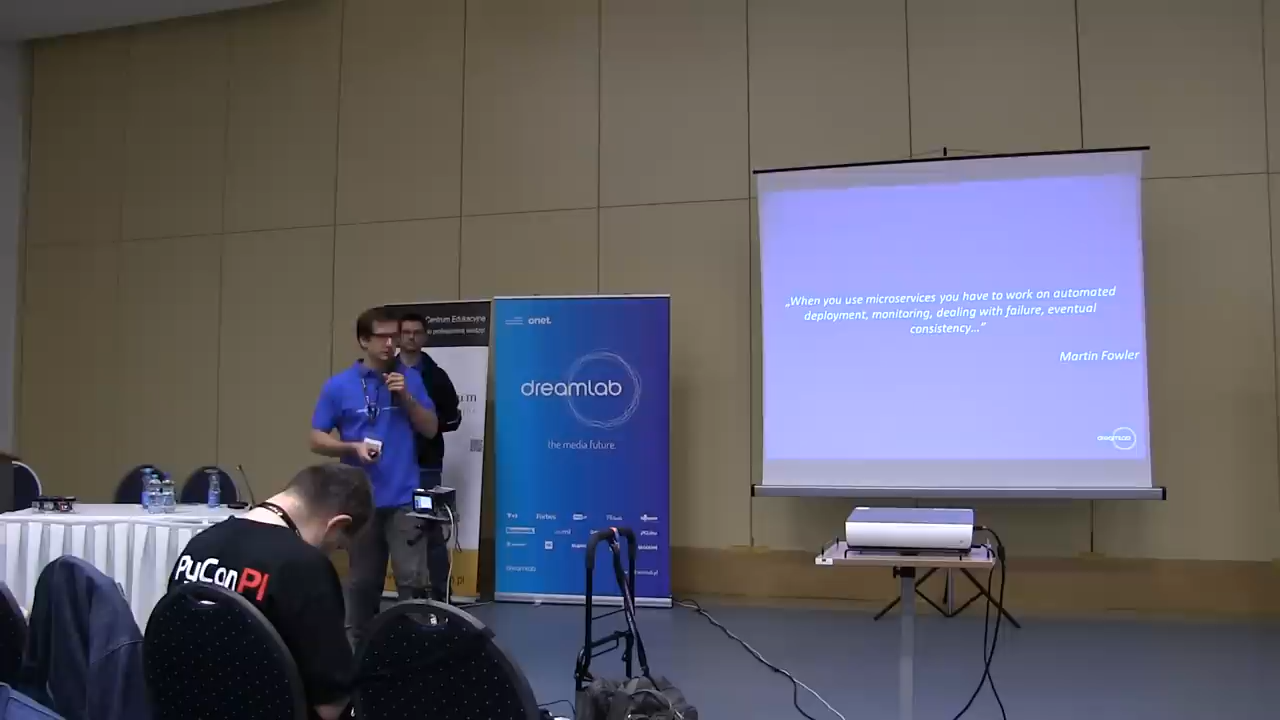 „When you use microservices you have to work on automated
deployment, monitoring, dealing with failure, eventual
consistency..."
Martin Fowler
dreamlab
Centrum Edukacyjne
onet.
dreamlab
the media future.
Forbes
dreamlab
PyConPl